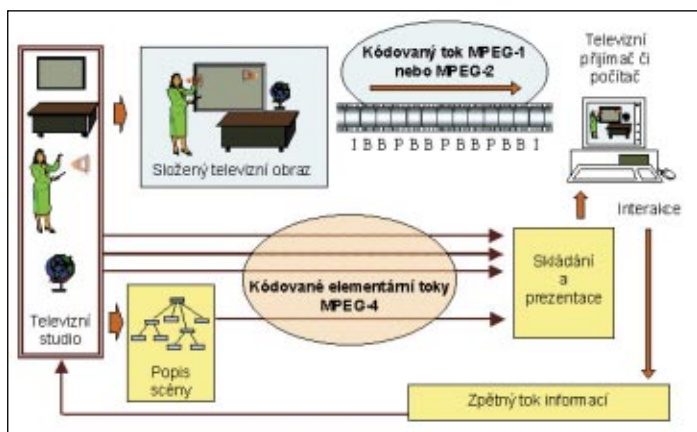 Kódovaný tok MPEG-1
nebo MPEG-2
Televizní
přijímač či
počítač
Složený televizní obraz
I B B P B B P B B P B B I
Interakce
Kódované elementární toky
MPEG-4
Skládání
a
prezentace
Televizní
studio
Popis
scény
Zpětný tok informací